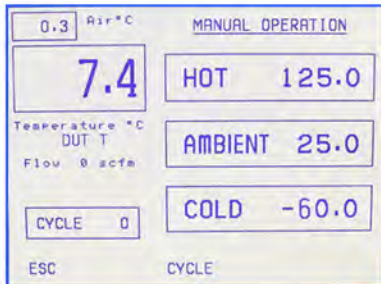 0.3 Air°C
MANUAL OPERATION
7.4
HOT 125.0
Temperature °C
DUT T
AMBIENT 25.0
Flow 0 scfm
COLD -60.0
CYCLE 0
ESC CYCLE